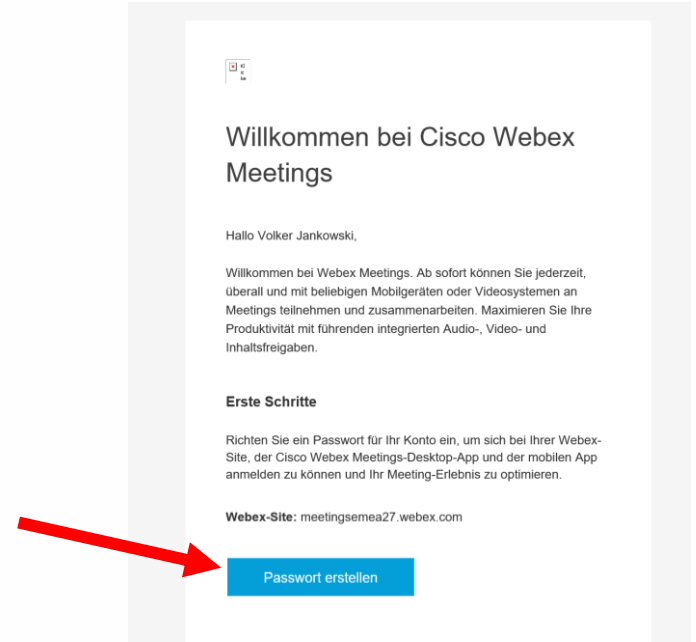 Willkommen bei Cisco Webex
Meetings
Hallo Volker Jankowski,
Willkommen bei Webex Meetings. Ab sofort können Sie jederzeit,
überall und mit beliebigen Mobilgeräten oder Videosystemen an
Meetings teilnehmen und zusammenarbeiten. Maximieren Sie Ihre
Produktivität mit führenden integrierten Audio-, Video- und
Inhaltsfreigaben.
Erste Schritte
Richten Sie ein Passwort für Ihr Konto ein, um sich bei Ihrer Webex-
Site, der Cisco Webex Meetings-Desktop-App und der mobilen App
anmelden zu können und Ihr Meeting-Erlebnis zu optimieren.
Webex-Site: meetingsemea27.webex.com
Passwort erstellen